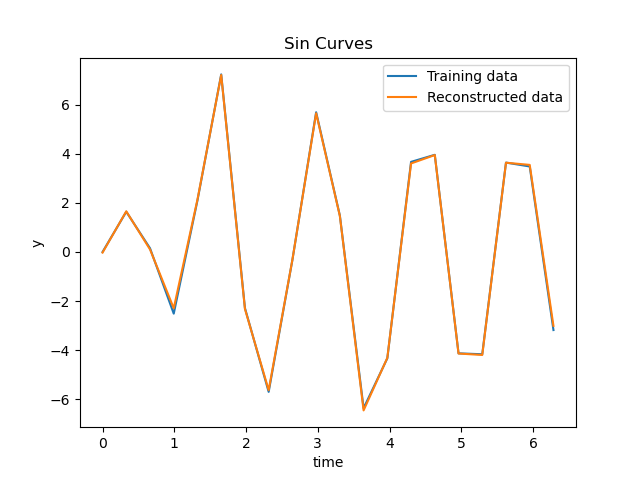 Sin Curves
Training data
Reconstructed data
6
4
2
0
−2
−4
−6
y
0 1 2 3 4 5 6
time